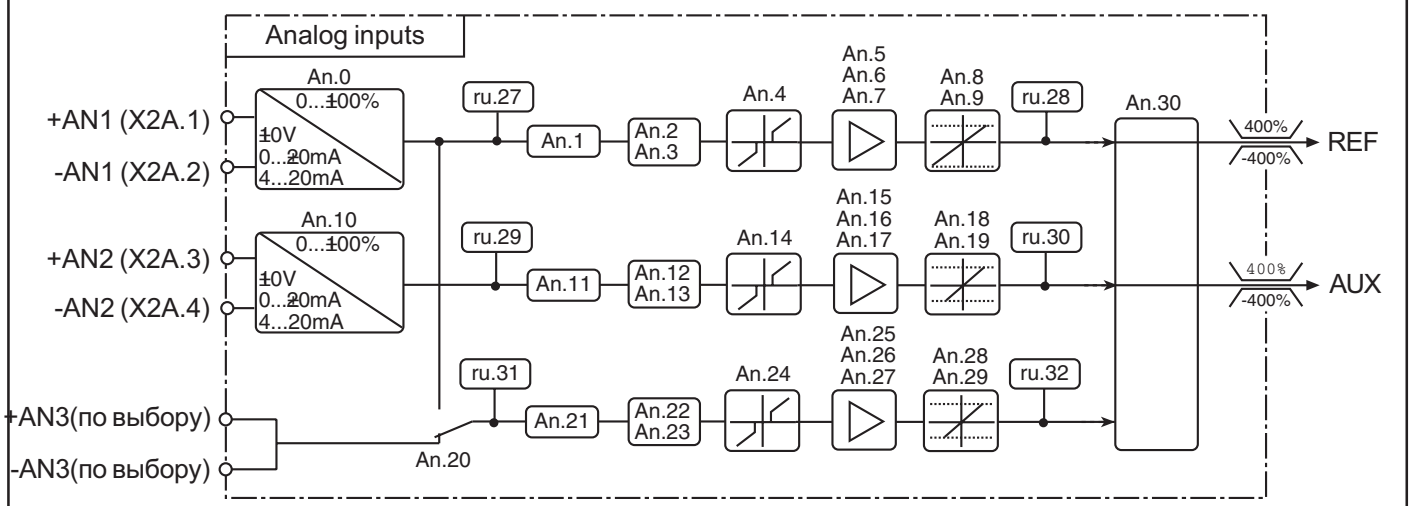 Analog inputs
An.0
0...±100%
±0V
0...±20mA
4...20mA
+AN1 (X2A.1)
-AN1 (X2A.2)
ru.27
An.1
An.2
An.3
An.4
An.5
An.6
An.7
An.8
An.9
ru.28
An.30
400%
-400%
REF
An.10
0...±100%
±0V
0...±20mA
4...20mA
+AN2 (X2A.3)
-AN2 (X2A.4)
ru.29
An.11
An.12
An.13
An.14
An.15
An.16
An.17
An.18
An.19
ru.30
400%
-400%
AUX
+AN3(по выбору)
-AN3(по выбору)
An.20
ru.31
An.21
An.22
An.23
An.24
An.25
An.26
An.27
An.28
An.29
ru.32